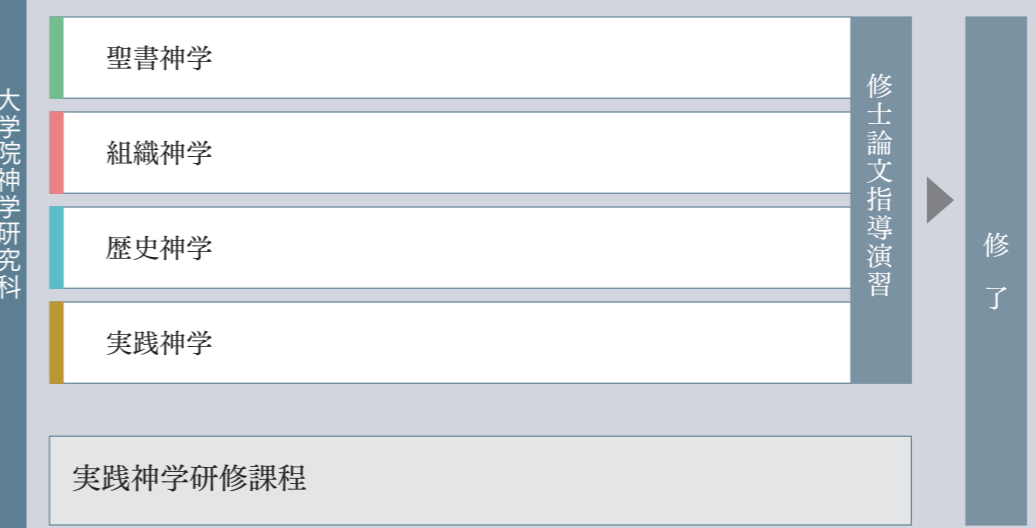 大学院神学研究科
聖書神学
組織神学
歴史神学
実践神学
修士論文指導演習
修了
実践神学研修課程